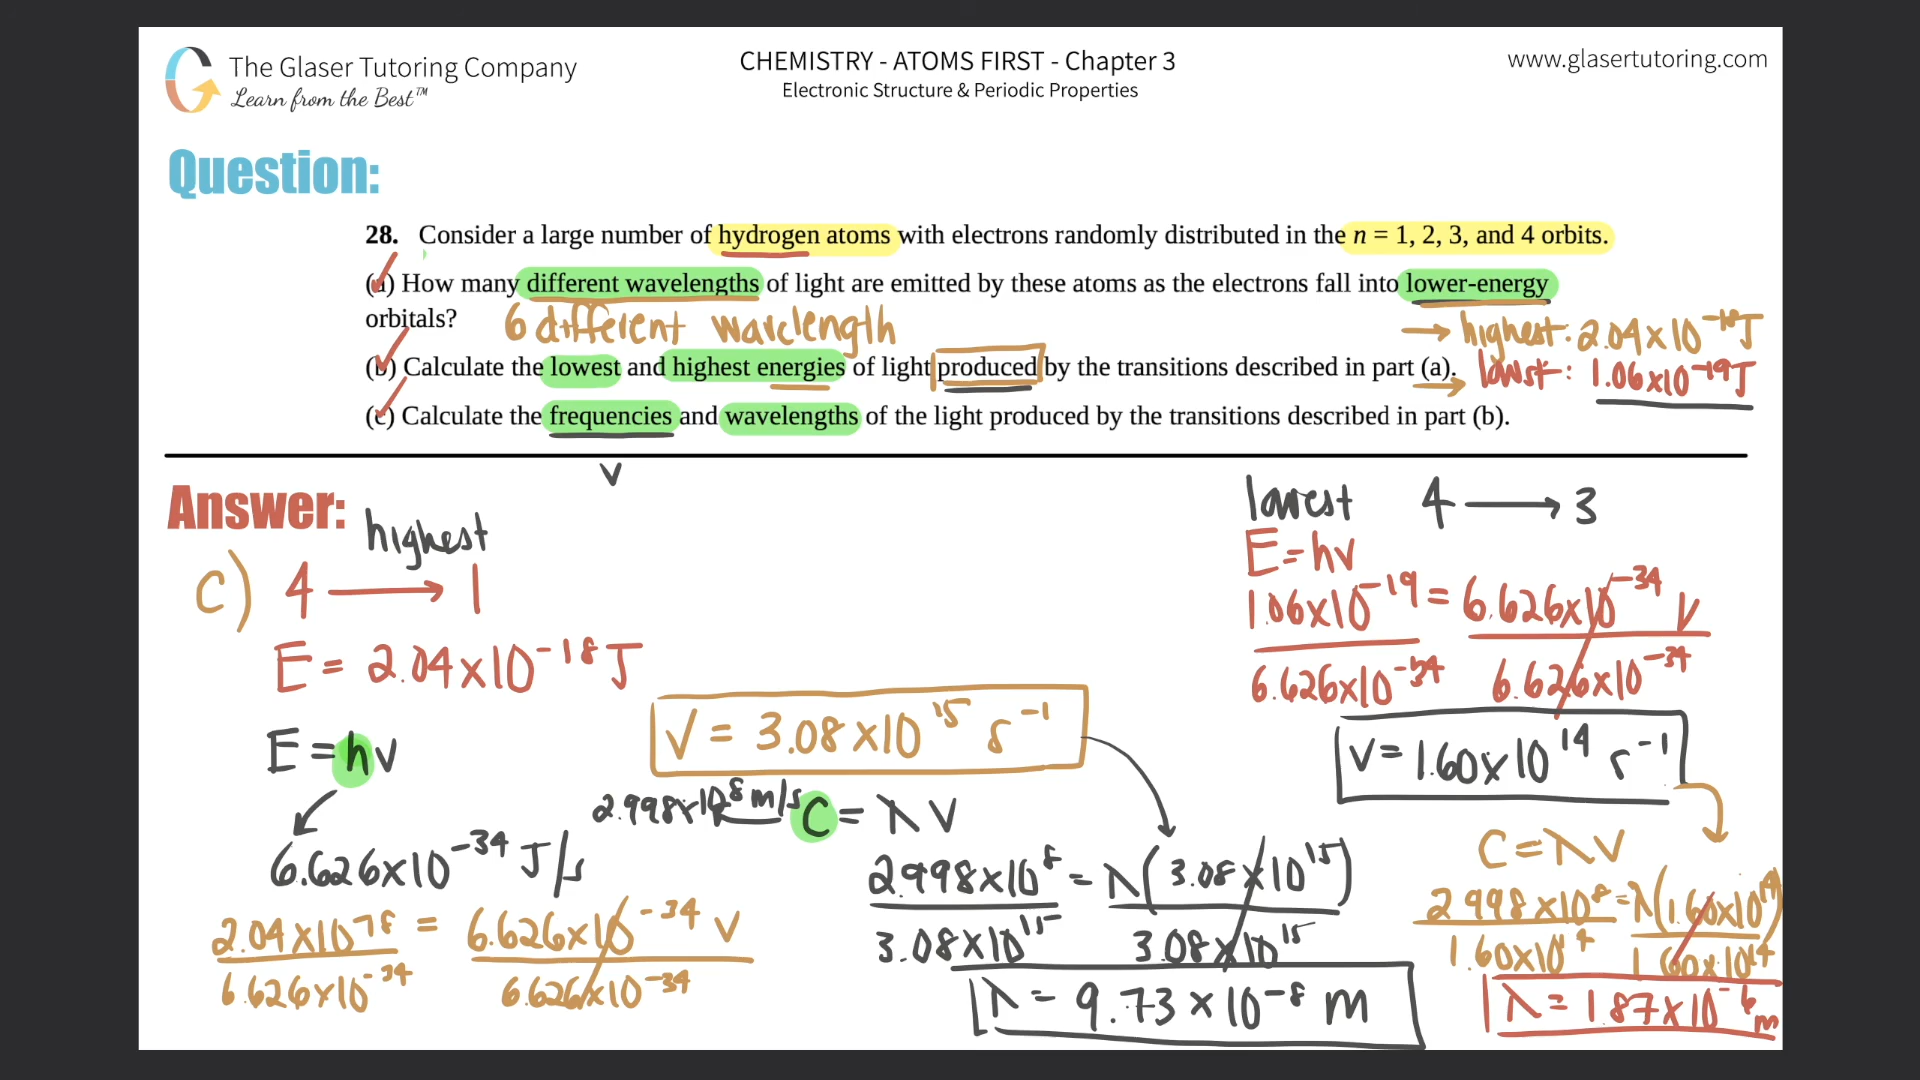 The Glaser Tutoring Company
Learn from the Best™
CHEMISTRY - ATOMS FIRST - Chapter 3
Electronic Structure & Periodic Properties
www.glasertutoring.com
Question:
28. Consider a large number of hydrogen atoms with electrons randomly distributed in the n = 1, 2, 3, and 4 orbits.
(a) How many different wavelengths of light are emitted by these atoms as the electrons fall into lower-energy
orbitals? 6 different wavelength
→ highest: 2.04x10^-18 J
(b) Calculate the lowest and highest energies of light produced by the transitions described in part (a).
→ lowst: 1.06x10^-19 J
(c) Calculate the frequencies and wavelengths of the light produced by the transitions described in part (b).
v
Answer:
highest
c) 4 → 1
E = 2.04x10^-18 J
E = hv
6.626x10^-34 J/s
2.04x10^-18 = 6.626x10^-34 v
6.626x10^-34 6.626x10^-34
V = 3.08x10^15 s^-1
2.998x10^8 m/s C = λ v
2.998x10^8 = λ(3.08x10^15)
3.08x10^15 3.08x10^15
λ = 9.73x10^-8 m
lowest 4 → 3
E = hv
1.06x10^-19 = 6.626x10^-34 V
6.626x10^-34 6.626x10^-34
V = 1.60x10^14 s^-1
C = λV
2.998x10^8 = λ(1.60x10^14)
1.60x10^14 1.60x10^14
λ = 1.87x10^-6 m